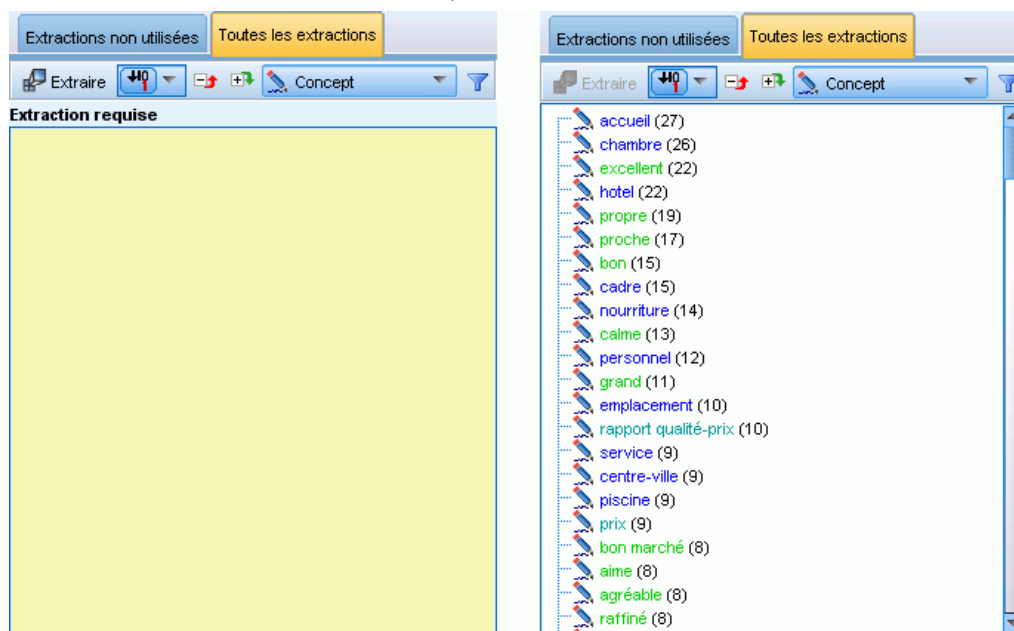 Extractions non utilisées
Toutes les extractions
Extraire
Concept
Extraction requise
Extractions non utilisées
Toutes les extractions
Extraire
Concept
accueil (27)
chambre (26)
excellent (22)
hotel (22)
propre (19)
proche (17)
bon (15)
cadre (15)
nourriture (14)
calme (13)
personnel (12)
grand (11)
emplacement (10)
rapport qualité-prix (10)
service (9)
centre-ville (9)
piscine (9)
prix (9)
bon marché (8)
aime (8)
agréable (8)
raffiné (8)